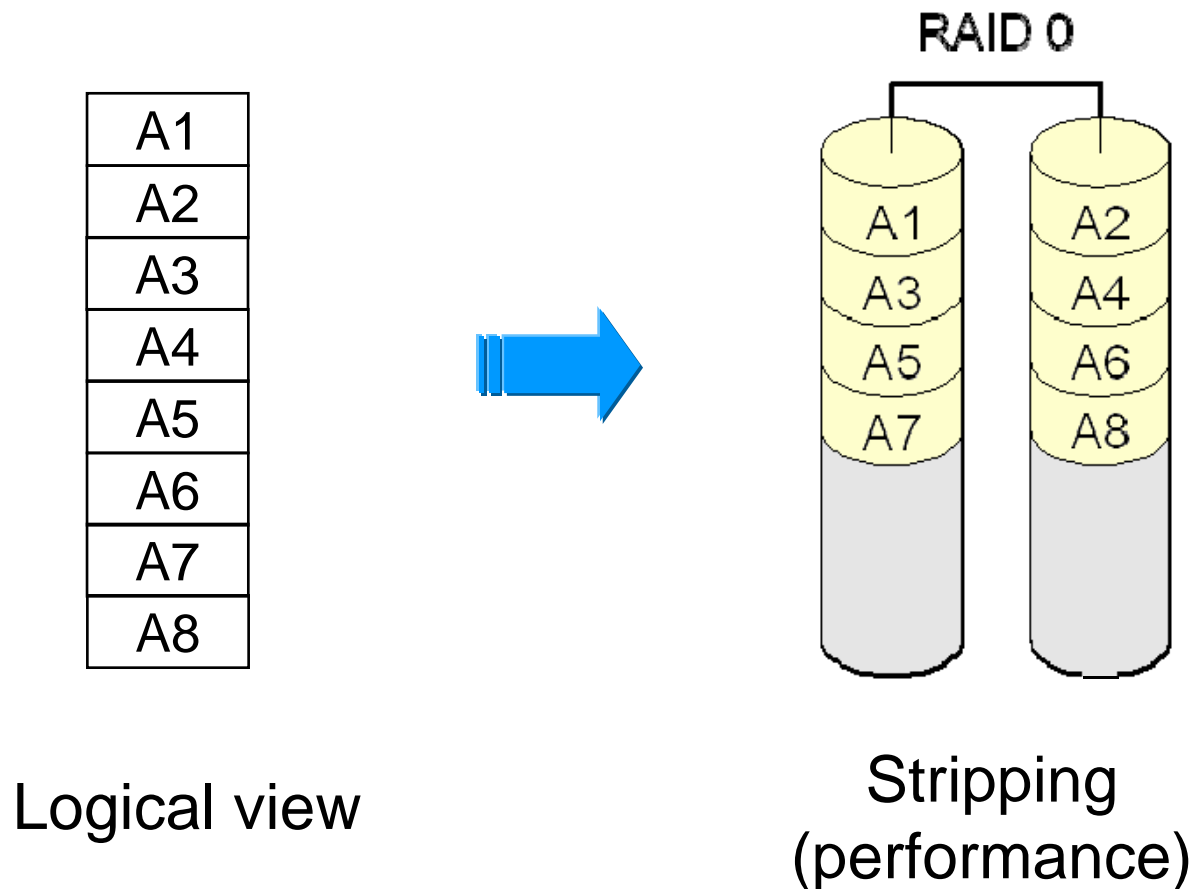 RAID 0
A1
A2
A3
A4
A5
A6
A7
A8
A1
A3
A5
A7
A2
A4
A6
A8
Logical view
Stripping
(performance)